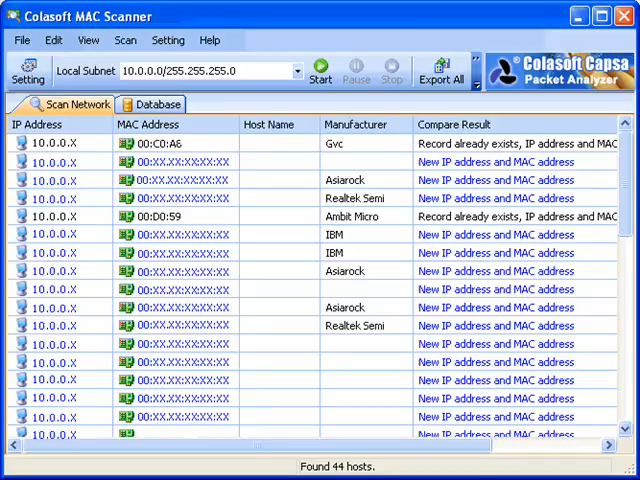 Colasoft MAC Scanner
File Edit View Scan Setting Help
Setting Local Subnet 10.0.0.0/255.255.255.0 Start Pause Stop Export All Colasoft Capsa
Packet Analyzer
Scan Network Database
IP Address MAC Address Host Name Manufacturer Compare Result
10.0.0.X 00:C0:A6 Gvc Record already exists, IP address and MAC
10.0.0.X 00:XX.XX:XX:XX:XX New IP address and MAC address
10.0.0.X 00:XX.XX:XX:XX:XX Asiarock New IP address and MAC address
10.0.0.X 00:XX.XX:XX:XX:XX Realtek Semi New IP address and MAC address
10.0.0.X 00:D0:59 Ambit Micro Record already exists, IP address and MAC
10.0.0.X 00:XX.XX:XX:XX:XX IBM New IP address and MAC address
10.0.0.X 00:XX.XX:XX:XX:XX IBM New IP address and MAC address
10.0.0.X 00:XX.XX:XX:XX:XX Asiarock New IP address and MAC address
10.0.0.X 00:XX.XX:XX:XX:XX New IP address and MAC address
10.0.0.X 00:XX.XX:XX:XX:XX Asiarock New IP address and MAC address
10.0.0.X 00:XX.XX:XX:XX:XX Realtek Semi New IP address and MAC address
10.0.0.X 00:XX.XX:XX:XX:XX New IP address and MAC address
10.0.0.X 00:XX.XX:XX:XX:XX New IP address and MAC address
10.0.0.X 00:XX.XX:XX:XX:XX New IP address and MAC address
10.0.0.X 00:XX.XX:XX:XX:XX New IP address and MAC address
10.0.0.X 00:XX.XX:XX:XX:XX New IP address and MAC address
10.0.0.X
Found 44 hosts.